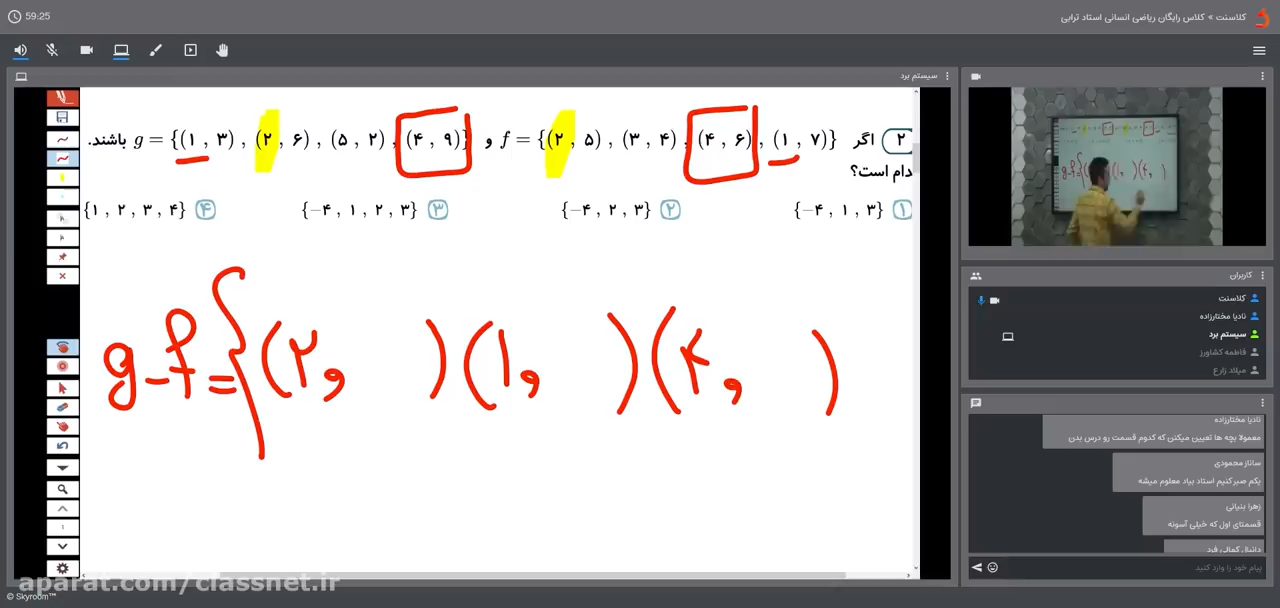 59:25
کلاسنت » کلاس رایگان ریاضی انسانی استاد ترابی
سیستم برد
۲ اگر f = {(۲ , ۵) , (۳ , ۴) , (۴ , ۶) , (۱ , ۷)} و g = {(۱ , ۳) , (۲ , ۶) , (۵ , ۲) , (۴ , ۹)} باشند.
دام است؟
۱ {−۴ , ۱ , ۳}
۲ {−۴ , ۲ , ۳}
۳ {−۴ , ۱ , ۲ , ۳}
۴ {۱ , ۲ , ۳ , ۴}
g-f={(۲, )(۱, )(۴, )
کاربران
کلاسنت
نادیا مختارزاده
سیستم برد
فاطمه کشاورز
میلاد زارع
نادیا مختارزاده
معمولا بچه ها تعیین میکنن که کدوم قسمت رو درس بدن
ساناز محمودی
یکم صبر کنیم استاد بیاد معلوم میشه
زهرا بنیانی
قسمتای اول که خیلی آسونه
دانیال کمالی فرد
پیام خود را وارد کنید
aparat.com/classnet.ir
© Skyroom™